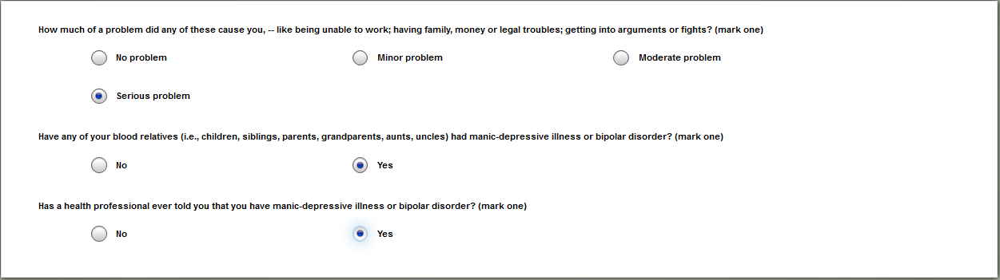 How much of a problem did any of these cause you, -- like being unable to work; having family, money or legal troubles; getting into arguments or fights? (mark one)
No problem Minor problem Moderate problem
Serious problem
Have any of your blood relatives (i.e., children, siblings, parents, grandparents, aunts, uncles) had manic-depressive illness or bipolar disorder? (mark one)
No Yes
Has a health professional ever told you that you have manic-depressive illness or bipolar disorder? (mark one)
No Yes